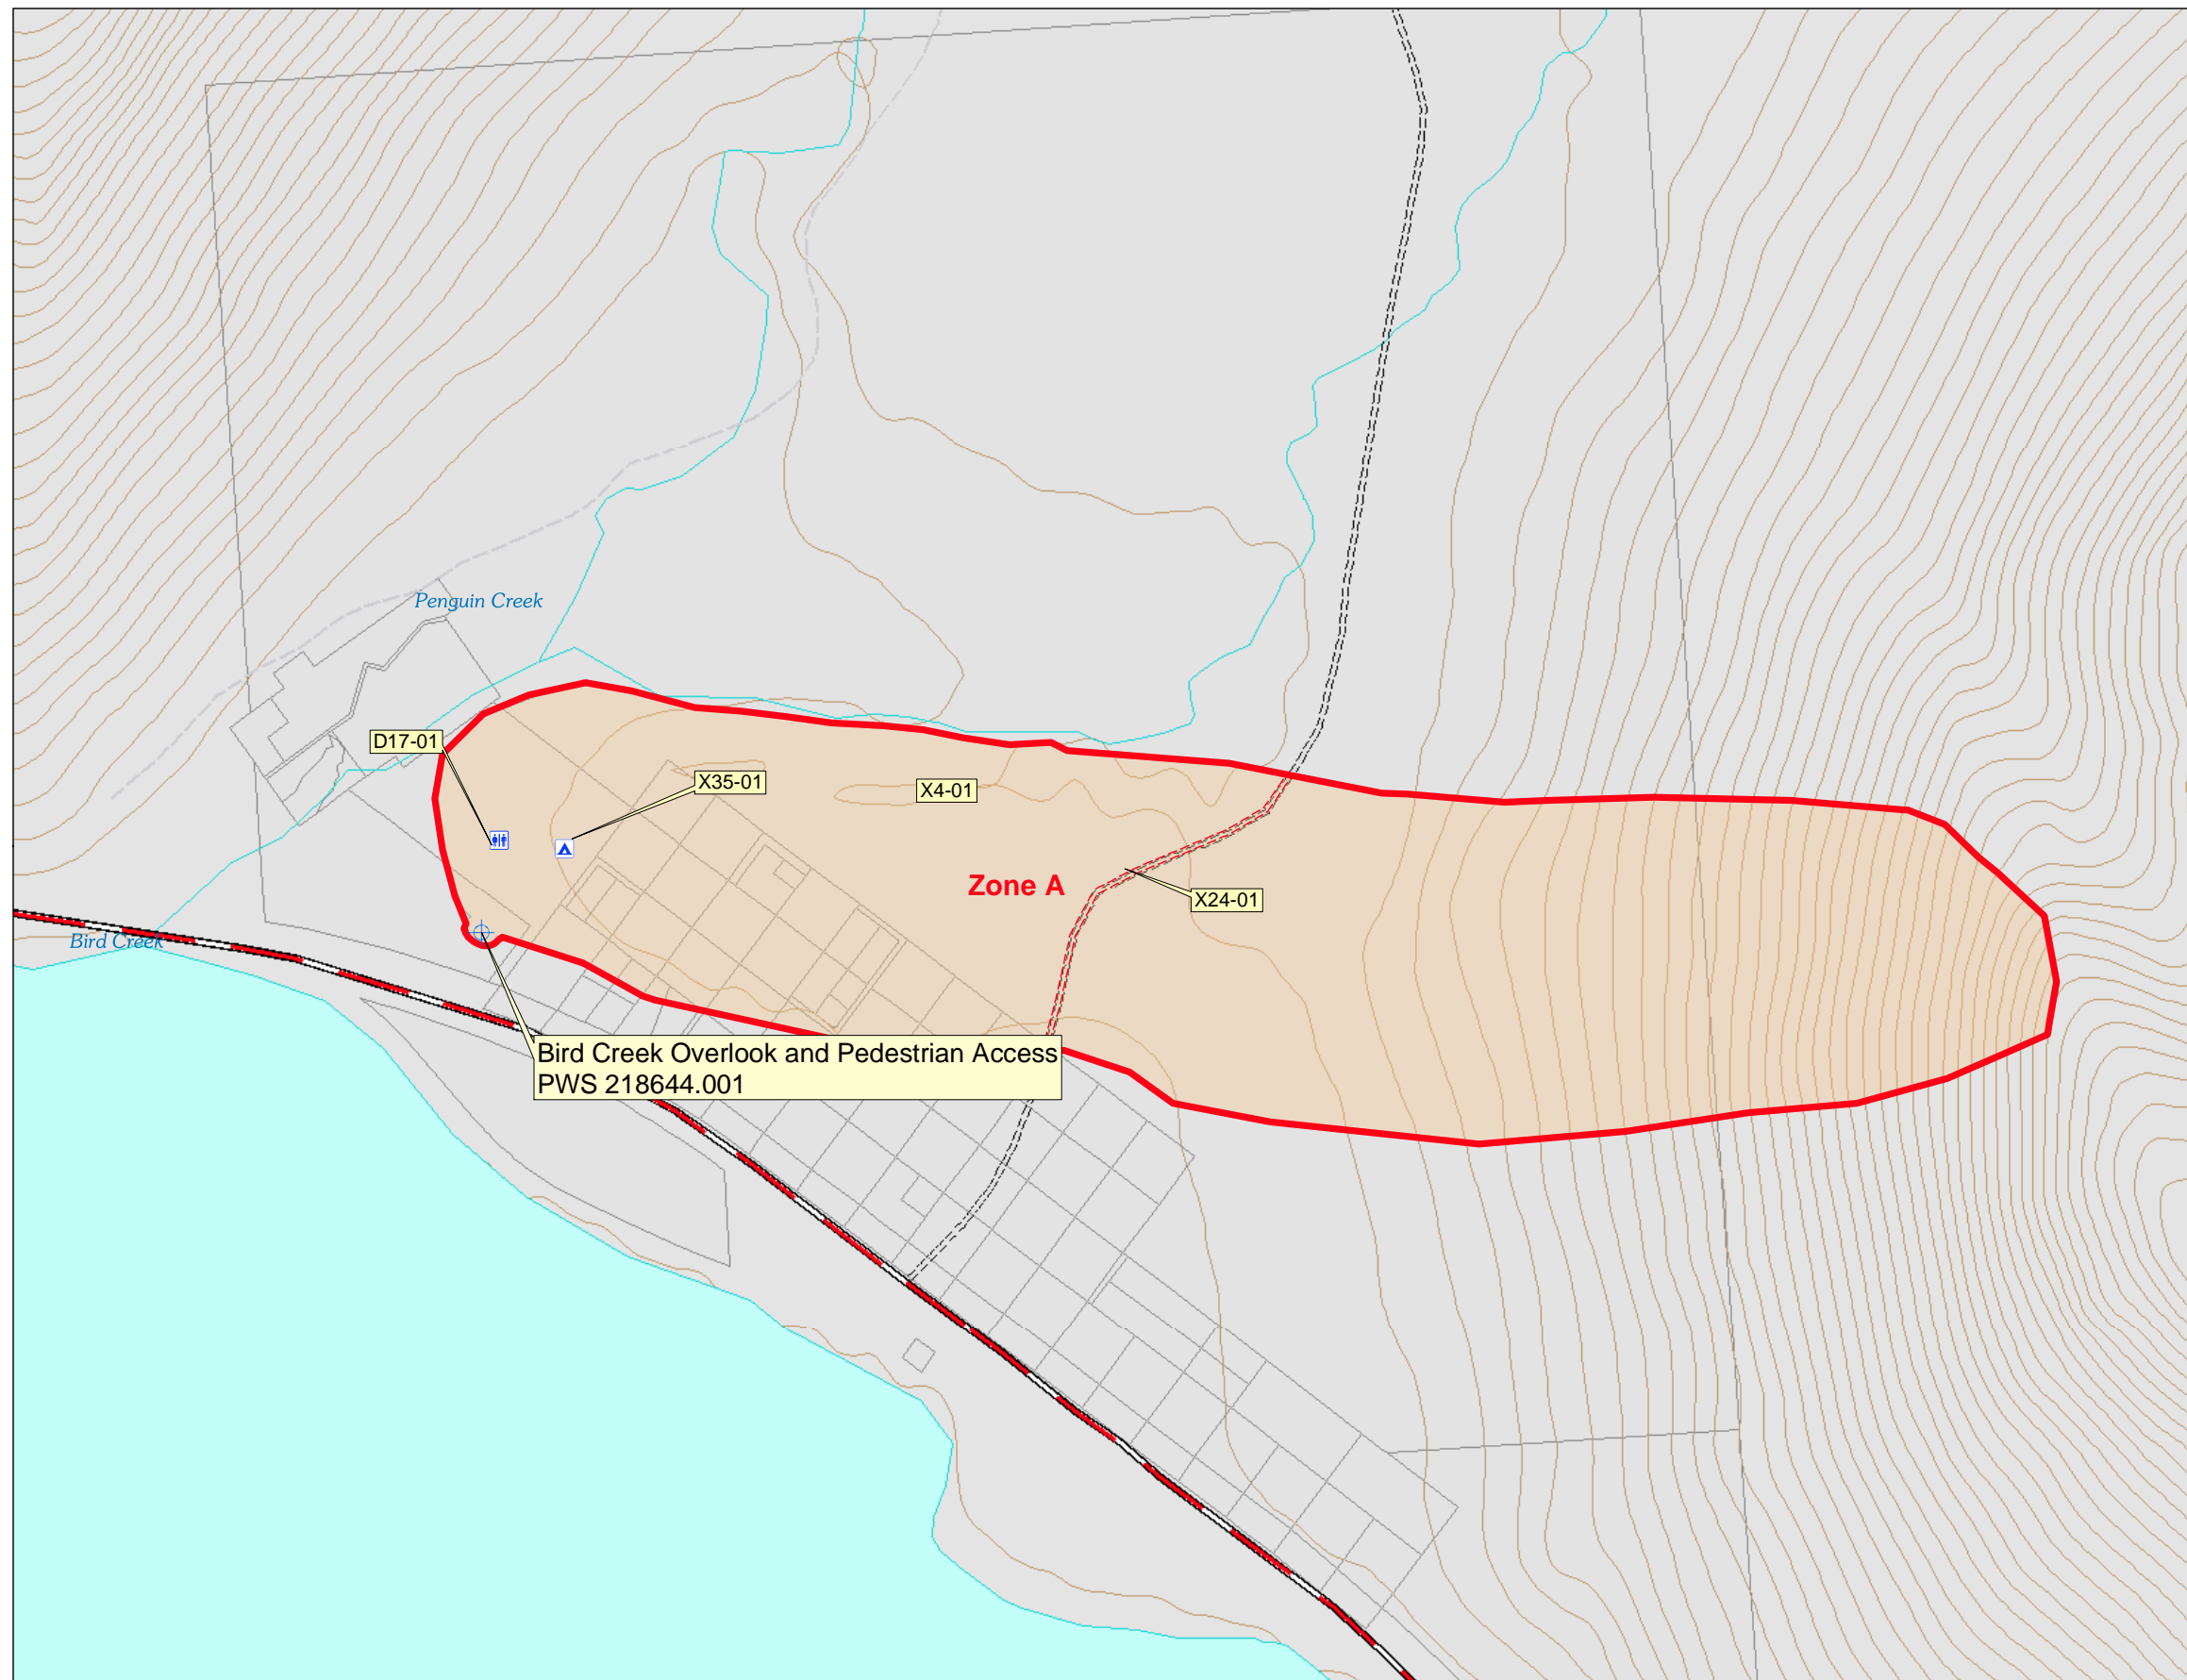 Penguin Creek
D17-01
X35-01
X4-01
Zone A
X24-01
Bird Creek
Bird Creek Overlook and Pedestrian Access
PWS 218644.001